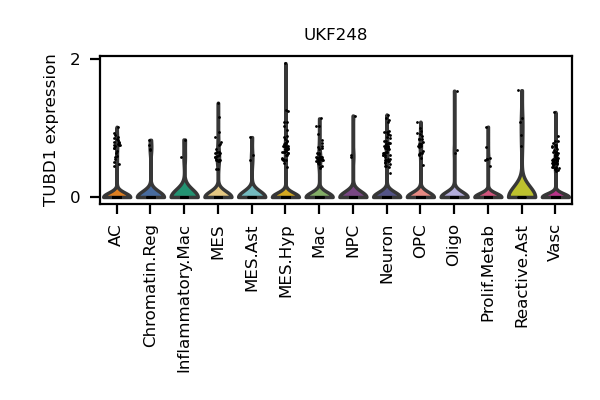 UKF248
TUBD1 expression
2
0
AC
Chromatin.Reg
Inflammatory.Mac
MES
MES.Ast
MES.Hyp
Mac
NPC
Neuron
OPC
Oligo
Prolif.Metab
Reactive.Ast
Vasc